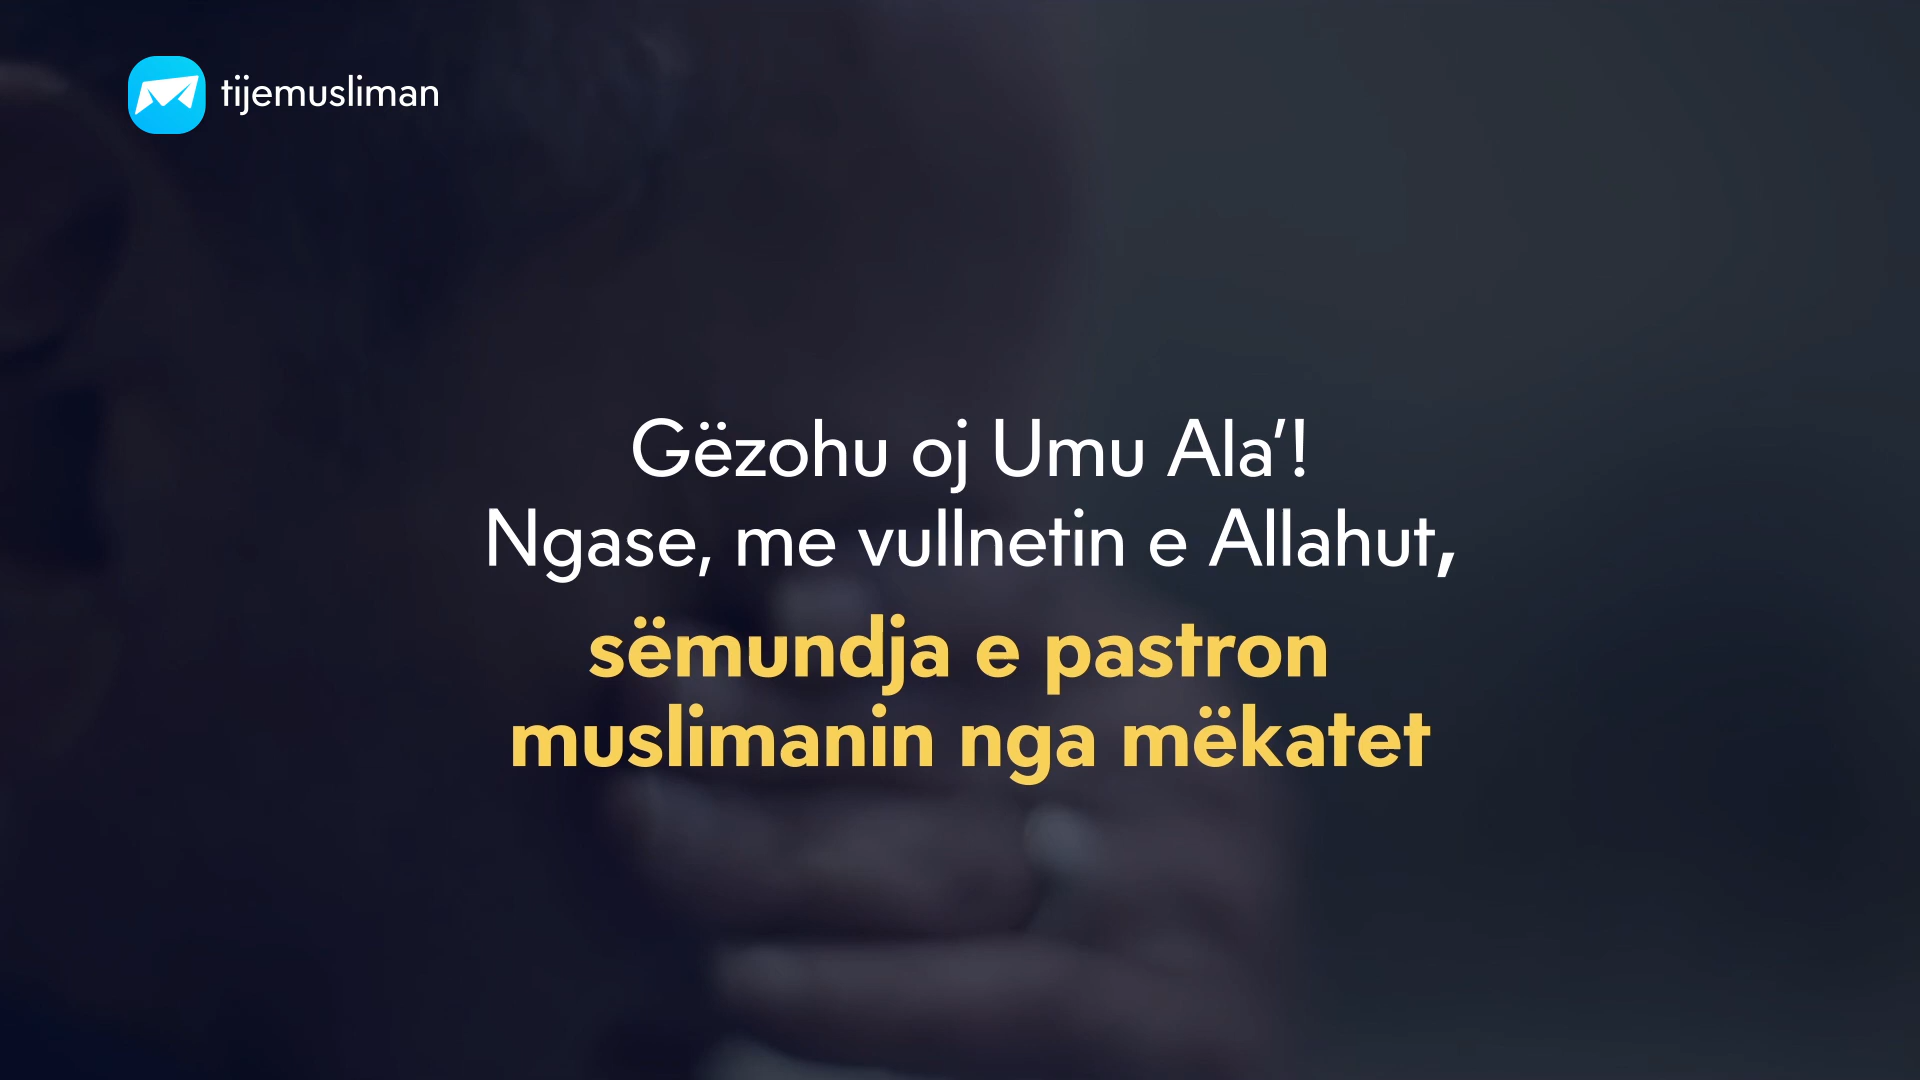 tijemusliman
Gëzohu oj Umu Ala’!
Ngase, me vullnetin e Allahut,
sëmundja e pastron
muslimanin nga mëkatet